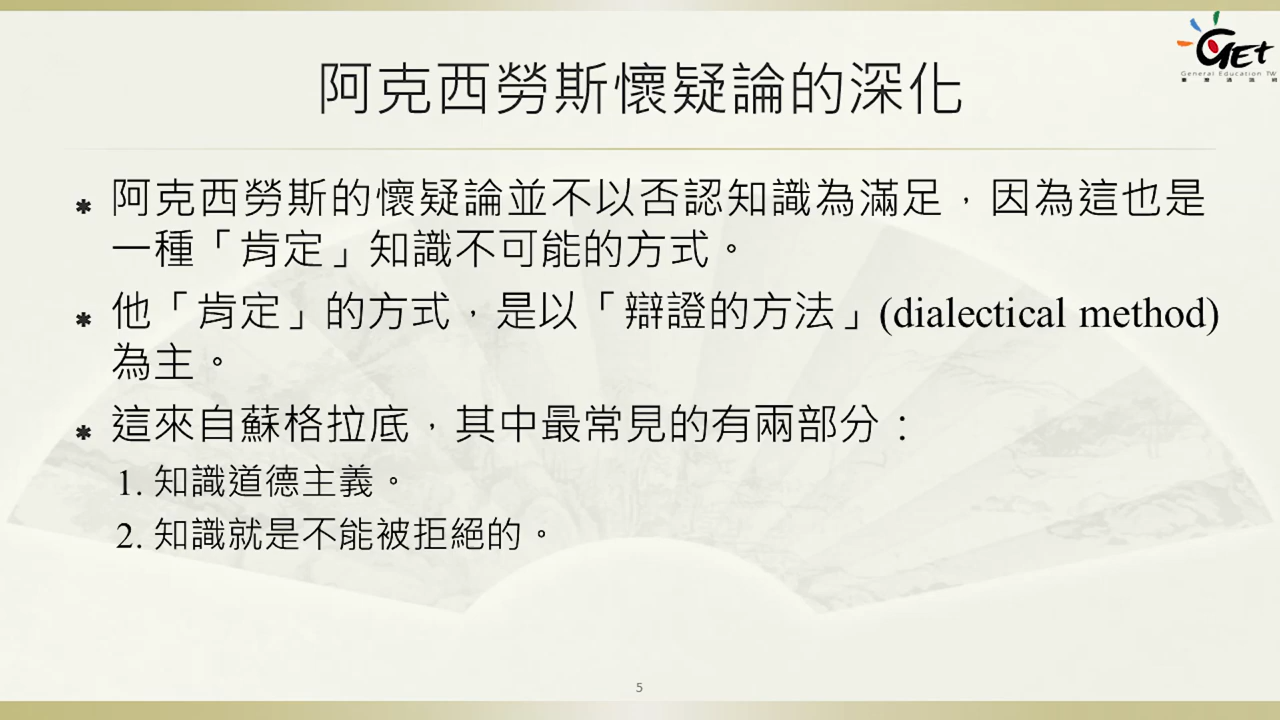 GET
General Education TW
阿克西勞斯懷疑論的深化
* 阿克西勞斯的懷疑論並不以否認知識為滿足，因為這也是
一種「肯定」知識不可能的方式。
* 他「肯定」的方式，是以「辯證的方法」(dialectical method)
為主。
* 這來自蘇格拉底，其中最常見的有兩部分：
1. 知識道德主義。
2. 知識就是不能被拒絕的。
5